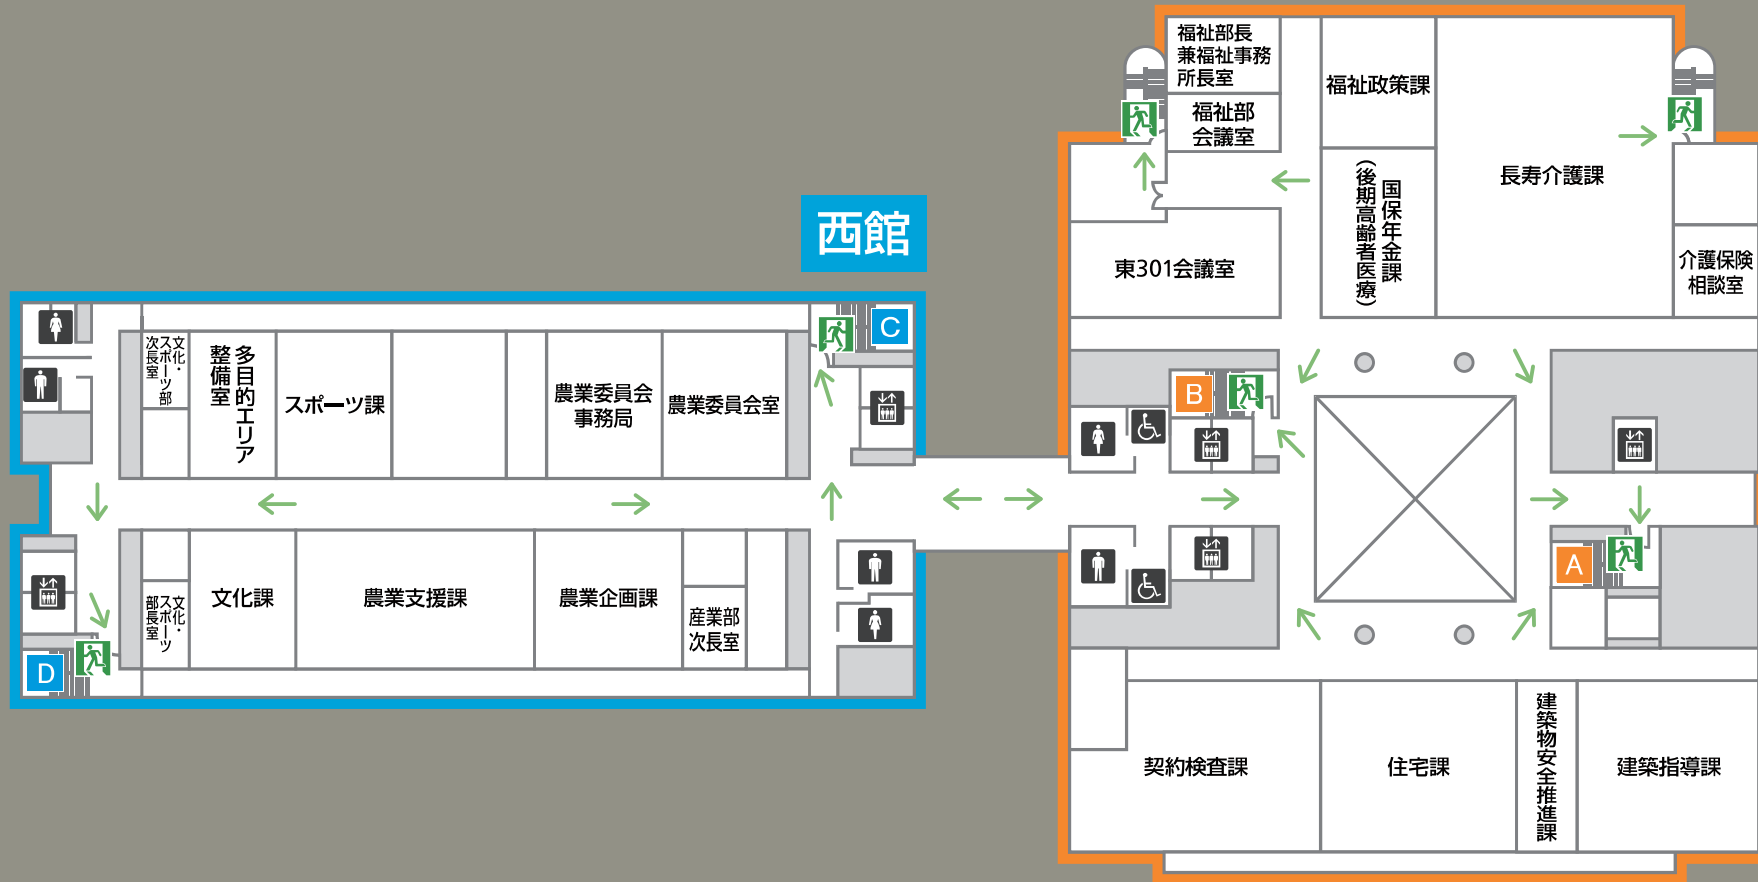 西館
C
文化・
スポーツ部
次長室
多目的エリア
整備室
スポーツ課
農業委員会
事務局
農業委員会室
文化・
スポーツ
部長室
文化課
農業支援課
農業企画課
産業部
次長室
D
福祉部長
兼福祉事務
所長室
福祉部
会議室
福祉政策課
国保年金課
(後期高齢者医療)
長寿介護課
東301会議室
介護保険
相談室
B
A
契約検査課
住宅課
建築物安全推進課
建築指導課